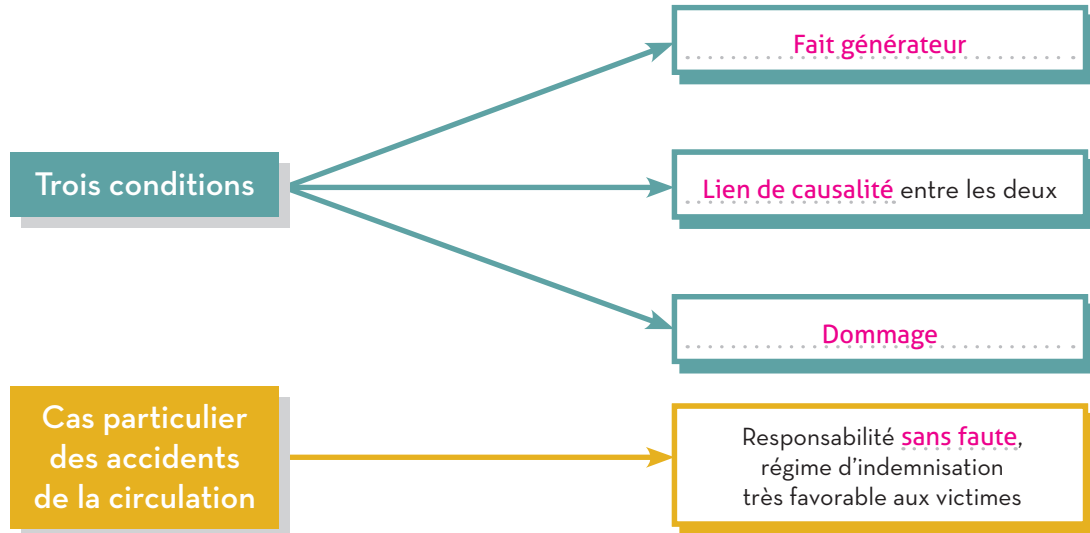 Fait générateur
Trois conditions
Lien de causalité entre les deux
Dommage
Cas particulier
des accidents
de la circulation
Responsabilité sans faute,
régime d'indemnisation
très favorable aux victimes